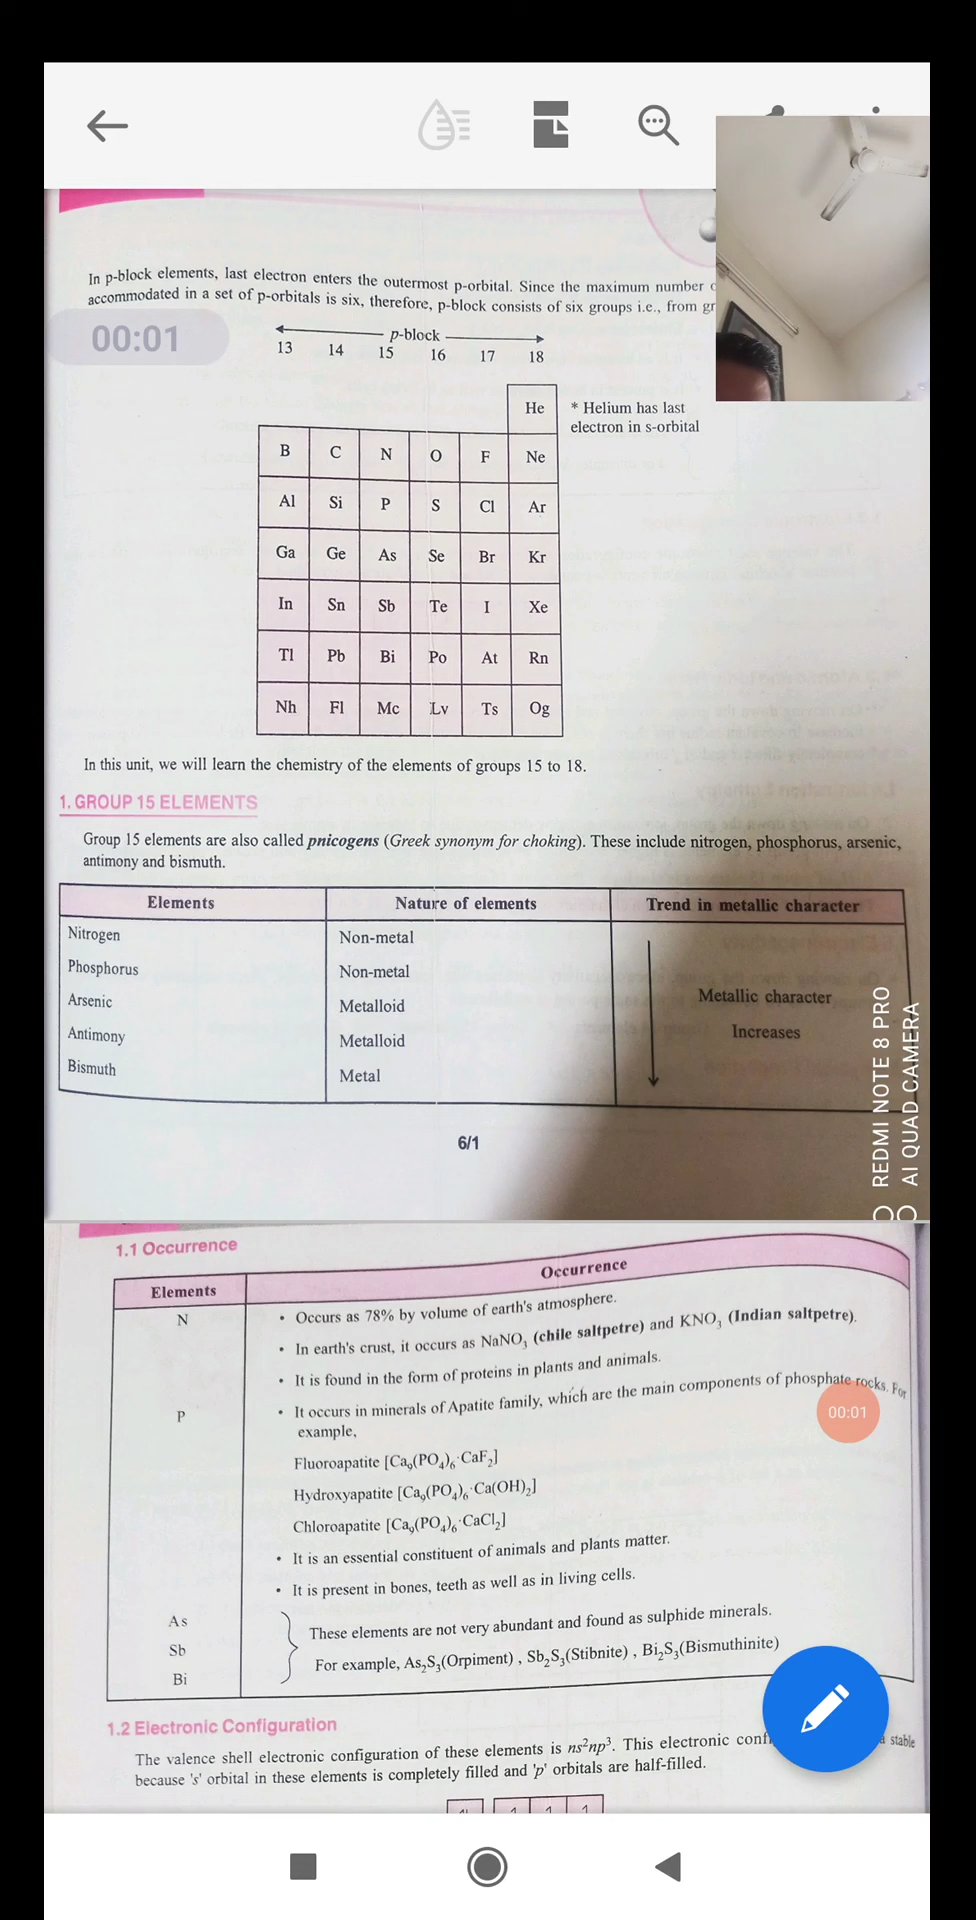 In p-block elements, last electron enters the outermost p-orbital. Since the maximum number
accommodated in a set of p-orbitals is six, therefore, p-block consists of six groups i.e., from gr
00:01
p-block
13 14 15 16 17 18
He
* Helium has last
electron in s-orbital
B C N O F Ne
Al Si P S Cl Ar
Ga Ge As Se Br Kr
In Sn Sb Te I Xe
Tl Pb Bi Po At Rn
Nh Fl Mc Lv Ts Og
In this unit, we will learn the chemistry of the elements of groups 15 to 18.
1. GROUP 15 ELEMENTS
Group 15 elements are also called pnicogens (Greek synonym for choking). These include nitrogen, phosphorus, arsenic,
antimony and bismuth.
Elements Nature of elements Trend in metallic character
Nitrogen Non-metal
Phosphorus Non-metal
Arsenic Metalloid Metallic character
Antimony Metalloid Increases
Bismuth Metal
6/1
REDMI NOTE 8 PRO
AI QUAD CAMERA
1.1 Occurrence
Elements Occurrence
N • Occurs as 78% by volume of earth's atmosphere.
• In earth's crust, it occurs as NaNO₃ (chile saltpetre) and KNO₃ (Indian saltpetre).
• It is found in the form of proteins in plants and animals.
P • It occurs in minerals of Apatite family, which are the main components of phosphate rocks. For
example,
00:01
Fluoroapatite [Ca₉(PO₄)₆·CaF₂]
Hydroxyapatite [Ca₉(PO₄)₆·Ca(OH)₂]
Chloroapatite [Ca₉(PO₄)₆·CaCl₂]
• It is an essential constituent of animals and plants matter.
• It is present in bones, teeth as well as in living cells.
As
Sb
Bi
These elements are not very abundant and found as sulphide minerals.
For example, As₂S₃(Orpiment) , Sb₂S₃(Stibnite) , Bi₂S₃(Bismuthinite)
1.2 Electronic Configuration
The valence shell electronic configuration of these elements is ns²np³. This electronic conf stable
because 's' orbital in these elements is completely filled and 'p' orbitals are half-filled.